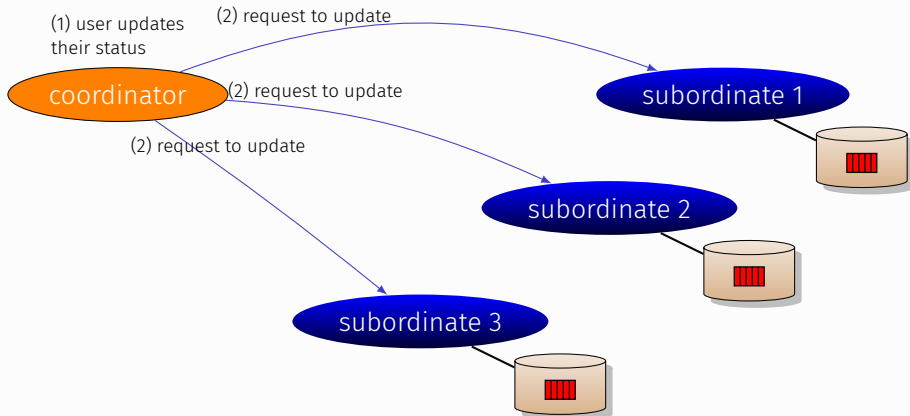 (1) user updates
their status
(2) request to update
coordinator
(2) request to update
subordinate 1
(2) request to update
subordinate 2
subordinate 3